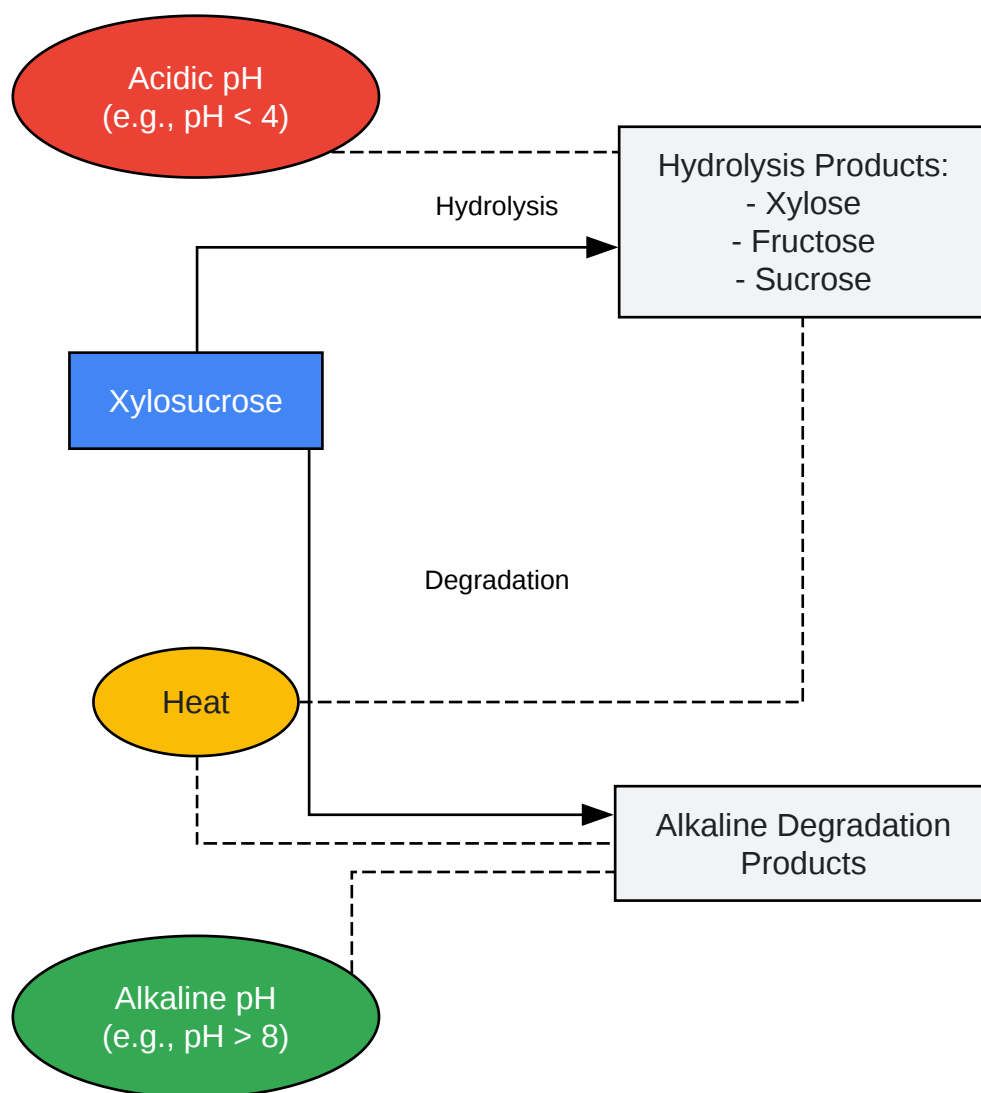 Acidic pH
(e.g., pH < 4)
Hydrolysis Products:
- Xylose
- Fructose
- Sucrose
Hydrolysis
Xylosucrose
Degradation
Heat
Alkaline Degradation
Products
Alkaline pH
(e.g., pH > 8)